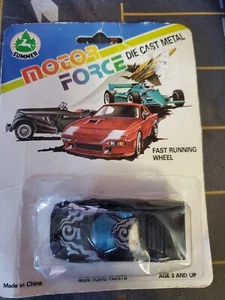 SUMMER
MOTOR
FORCE
DIE CAST METAL
FAST RUNNING
WHEEL
Made in China
NON TOXIC PAINTS
AGE 3 AND UP